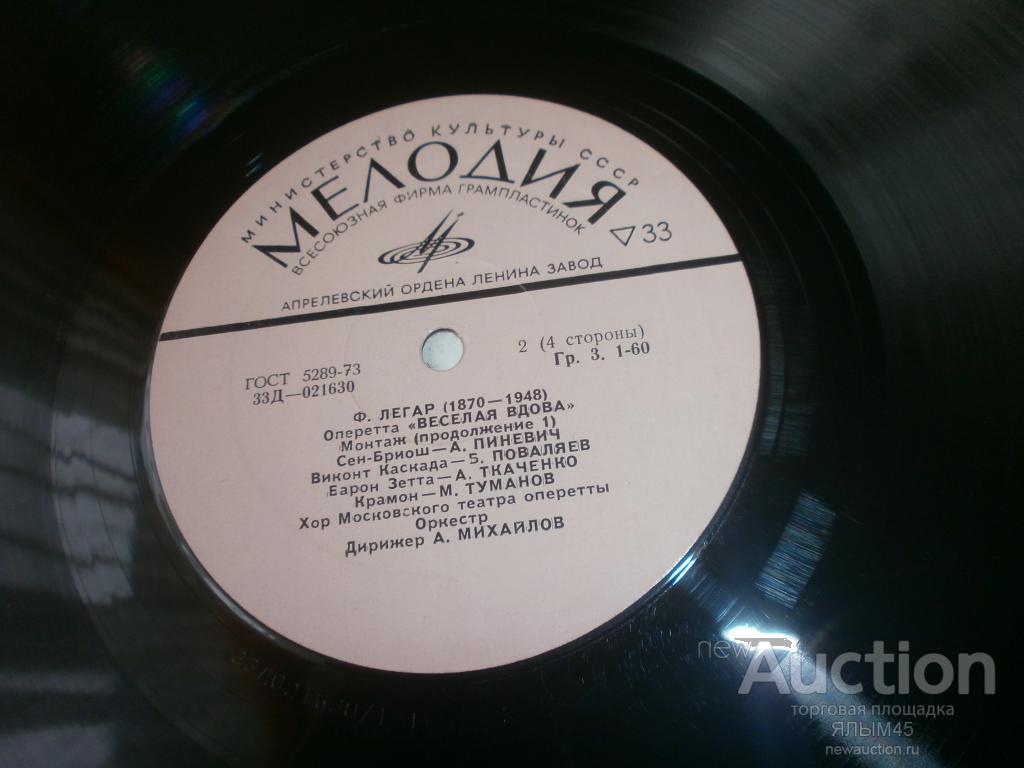 МИНИСТЕРСТВО КУЛЬТУРЫ СССР
МЕЛОДИЯ
ВСЕСОЮЗНАЯ ФИРМА ГРАМПЛАСТИНОК
33
АПРЕЛЕВСКИЙ ОРДЕНА ЛЕНИНА ЗАВОД
ГОСТ 5289-73
33Д—021630
2 (4 стороны)
Гр. 3. 1-60
Ф. ЛЕГАР (1870—1948)
Оперетта «ВЕСЕЛАЯ ВДОВА»
Монтаж (продолжение 1)
Сен-Бриош—А. ПИНЕВИЧ
Виконт Каскада—Б. ПОВАЛЯЕВ
Барон Зетта—А. ТКАЧЕНКО
Крамон—М. ТУМАНОВ
Хор Московского театра оперетты
Оркестр
Дирижер А. МИХАЙЛОВ
newAuction
торговая площадка
ЯЛЫМ45
newauction.ru